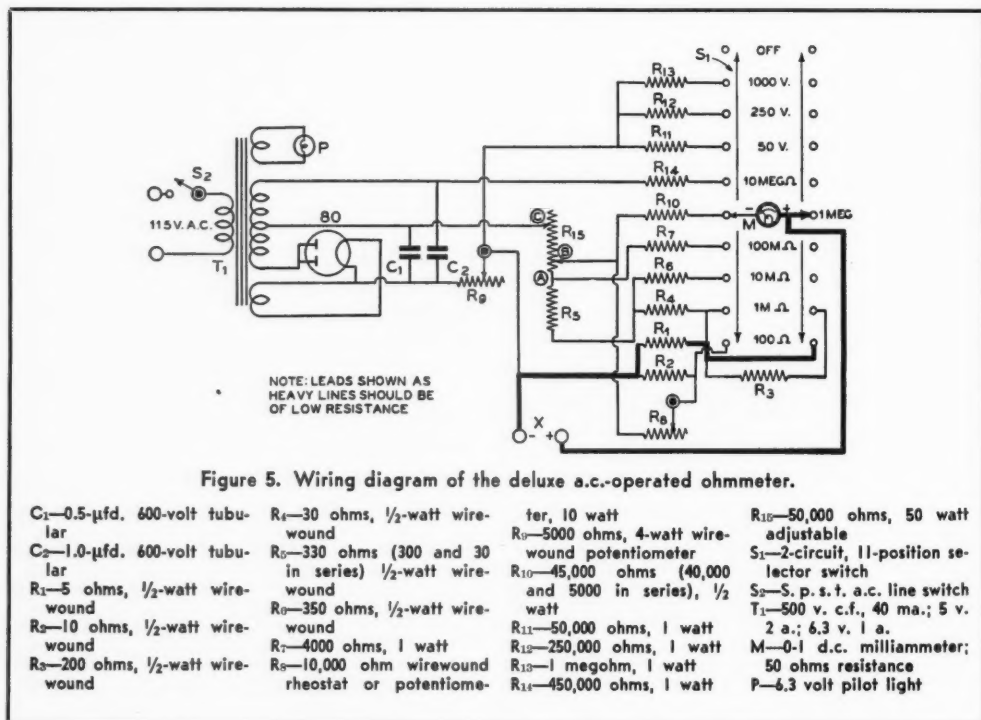 S₁
OFF
R₁₃
1000 V.
R₁₂
250 V.
R₁₁
50 V.
P
S₂
R₁₄
10 MEG Ω
115 V. A.C.
80
C
R₁₅
B
R₁₀
- M +
1 MEG
R₇
100 M Ω
T₁
C₁
C₂
R₉
A
R₆
10 M Ω
R₅
R₄
1 M Ω
R₁
100 Ω
R₂
R₃
NOTE: LEADS SHOWN AS
HEAVY LINES SHOULD BE
OF LOW RESISTANCE
X
- +
R₈
Figure 5. Wiring diagram of the deluxe a.c.-operated ohmmeter.
C₁—0.5-μfd. 600-volt tubu-
lar
C₂—1.0-μfd. 600-volt tubu-
lar
R₁—5 ohms, ½-watt wire-
wound
R₂—10 ohms, ½-watt wire-
wound
R₃—200 ohms, ½-watt wire-
wound
R₄—30 ohms, ½-watt wire-
wound
R₅—330 ohms (300 and 30
in series) ½-watt wire-
wound
R₆—350 ohms, ½-watt wire-
wound
R₇—4000 ohms, 1 watt
R₈—10,000 ohm wirewound
rheostat or potentiome-
ter, 10 watt
R₉—5000 ohms, 4-watt wire-
wound potentiometer
R₁₀—45,000 ohms (40,000
and 5000 in series), ½
watt
R₁₁—50,000 ohms, 1 watt
R₁₂—250,000 ohms, 1 watt
R₁₃—1 megohm, 1 watt
R₁₄—450,000 ohms, 1 watt
R₁₅—50,000 ohms, 50 watt
adjustable
S₁—2-circuit, 11-position se-
lector switch
S₂—S. p. s. t. a.c. line switch
T₁—500 v. c.f., 40 ma.; 5 v.
2 a.; 6.3 v. 1 a.
M—0-1 d.c. milliammeter;
50 ohms resistance
P—6.3 volt pilot light